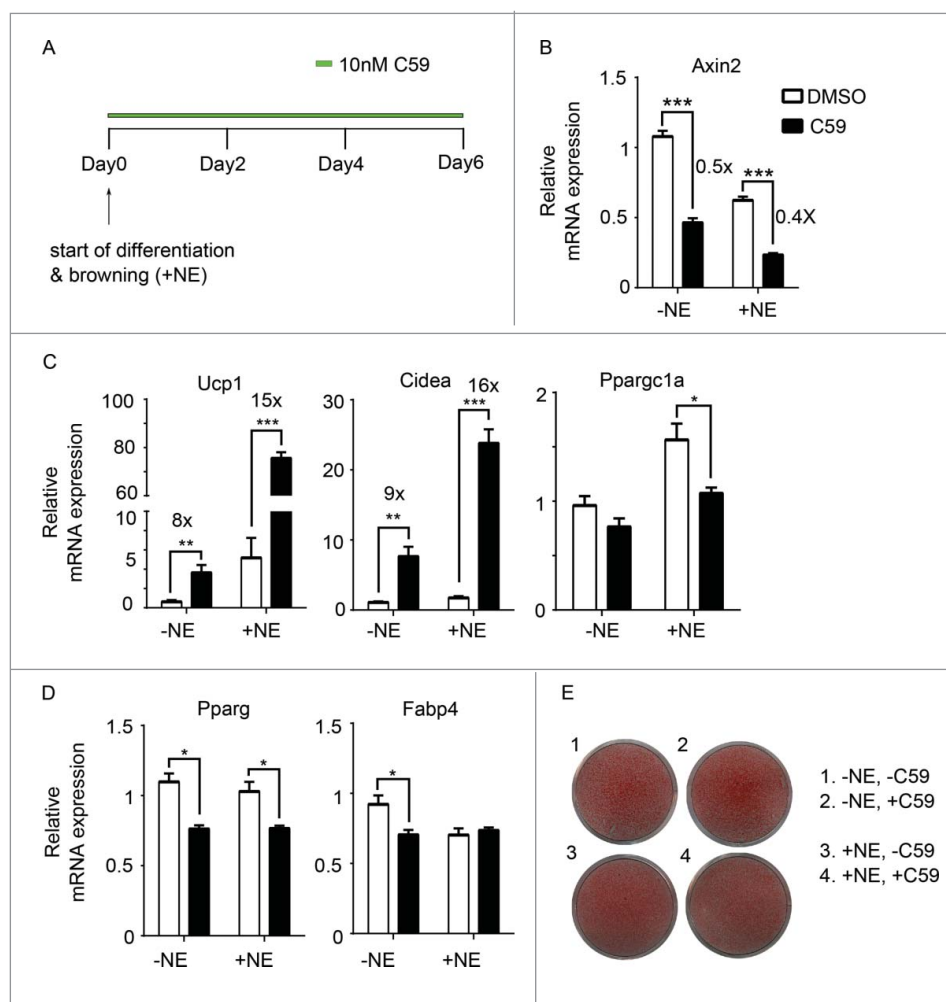 A
10nM C59
Day0
Day2
Day4
Day6
start of differentiation
& browning (+NE)
B
Axin2
Relative
mRNA expression
1.5
1
0.5
0
***
0.5x
***
0.4X
DMSO
C59
-NE
+NE
C
Relative
mRNA expression
Ucp1
100
80
60
10
5
0
8x
**
15x
***
-NE
+NE
Cidea
30
20
10
0
9x
**
16x
***
-NE
+NE
Ppargc1a
2
1
0
*
-NE
+NE
D
Relative
mRNA expression
Pparg
1.5
1
0.5
0
*
*
-NE
+NE
Fabp4
1.5
1
0.5
0
*
-NE
+NE
E
1
2
3
4
1. -NE, -C59
2. -NE, +C59
3. +NE, -C59
4. +NE, +C59